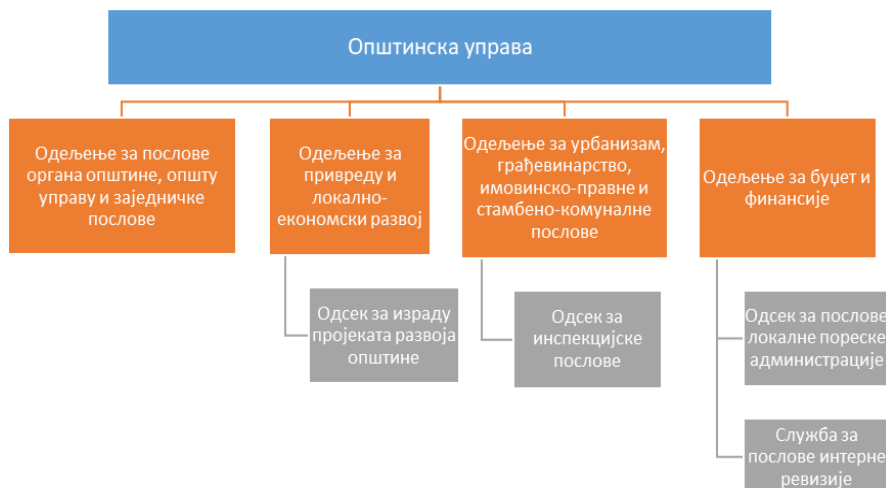 Општинска управа
Одељење за послове
органа општине, општу
управу и заједничке
послове
Одељење за
привреду и
локално-
економски развој
Одељење за урбанизам,
грађевинарство,
имовинско-правне и
стамбено-комуналне
послове
Одељење за буџет и
финансије
Одсек за израду
пројеката развоја
општине
Одсек за
инспекцијске
послове
Одсек за послове
локалне пореске
администрације
Служба за
послове интерне
ревизије